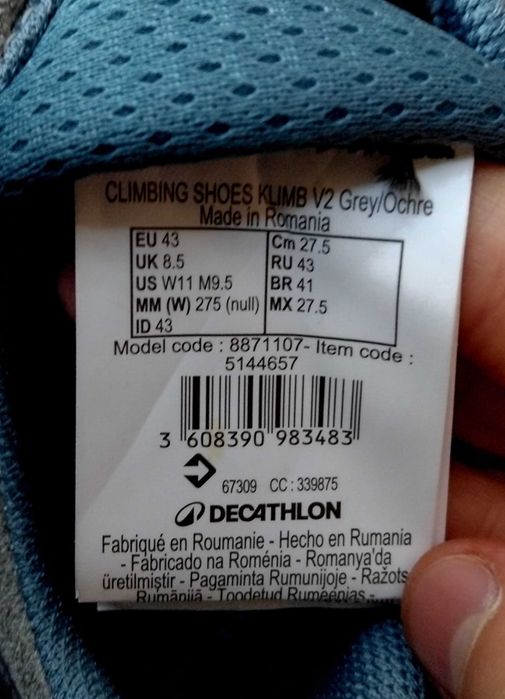 CLIMBING SHOES KLIMB V2 Grey/Ochre
Made in Romania
EU 43
UK 8.5
US W11 M9.5
MM (W) 275 (null)
ID 43
Cm 27.5
RU 43
BR 41
MX 27.5
Model code : 8871107- Item code :
5144657
3 608390 983483
67309 CC : 339875
DECATHLON
Fabriqué en Roumanie - Hecho en Rumania
- Fabricado na Roménia - Romanya'da
üretilmiştir - Pagaminta Rumunijoje - Ražots
Rumānijā - Toodetud Rumeenias -